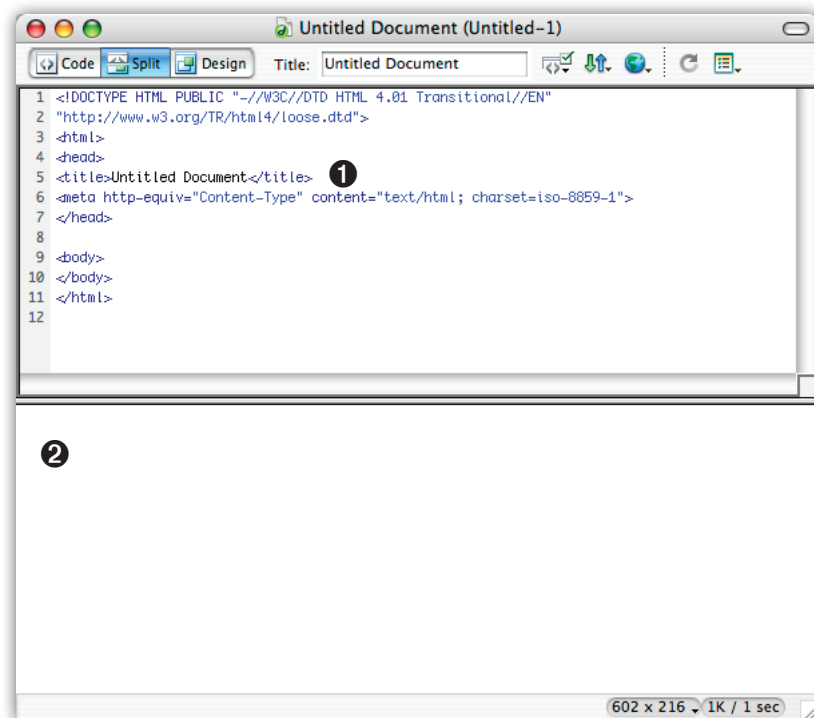 Untitled Document (Untitled-1)
Code Split Design Title: Untitled Document
1 <!DOCTYPE HTML PUBLIC "-//W3C//DTD HTML 4.01 Transitional//EN"
2 "http://www.w3.org/TR/html4/loose.dtd">
3 <html>
4 <head>
5 <title>Untitled Document</title> ❶
6 <meta http-equiv="Content-Type" content="text/html; charset=iso-8859-1">
7 </head>
8
9 <body>
10 </body>
11 </html>
12
❷
602 x 216 1K / 1 sec